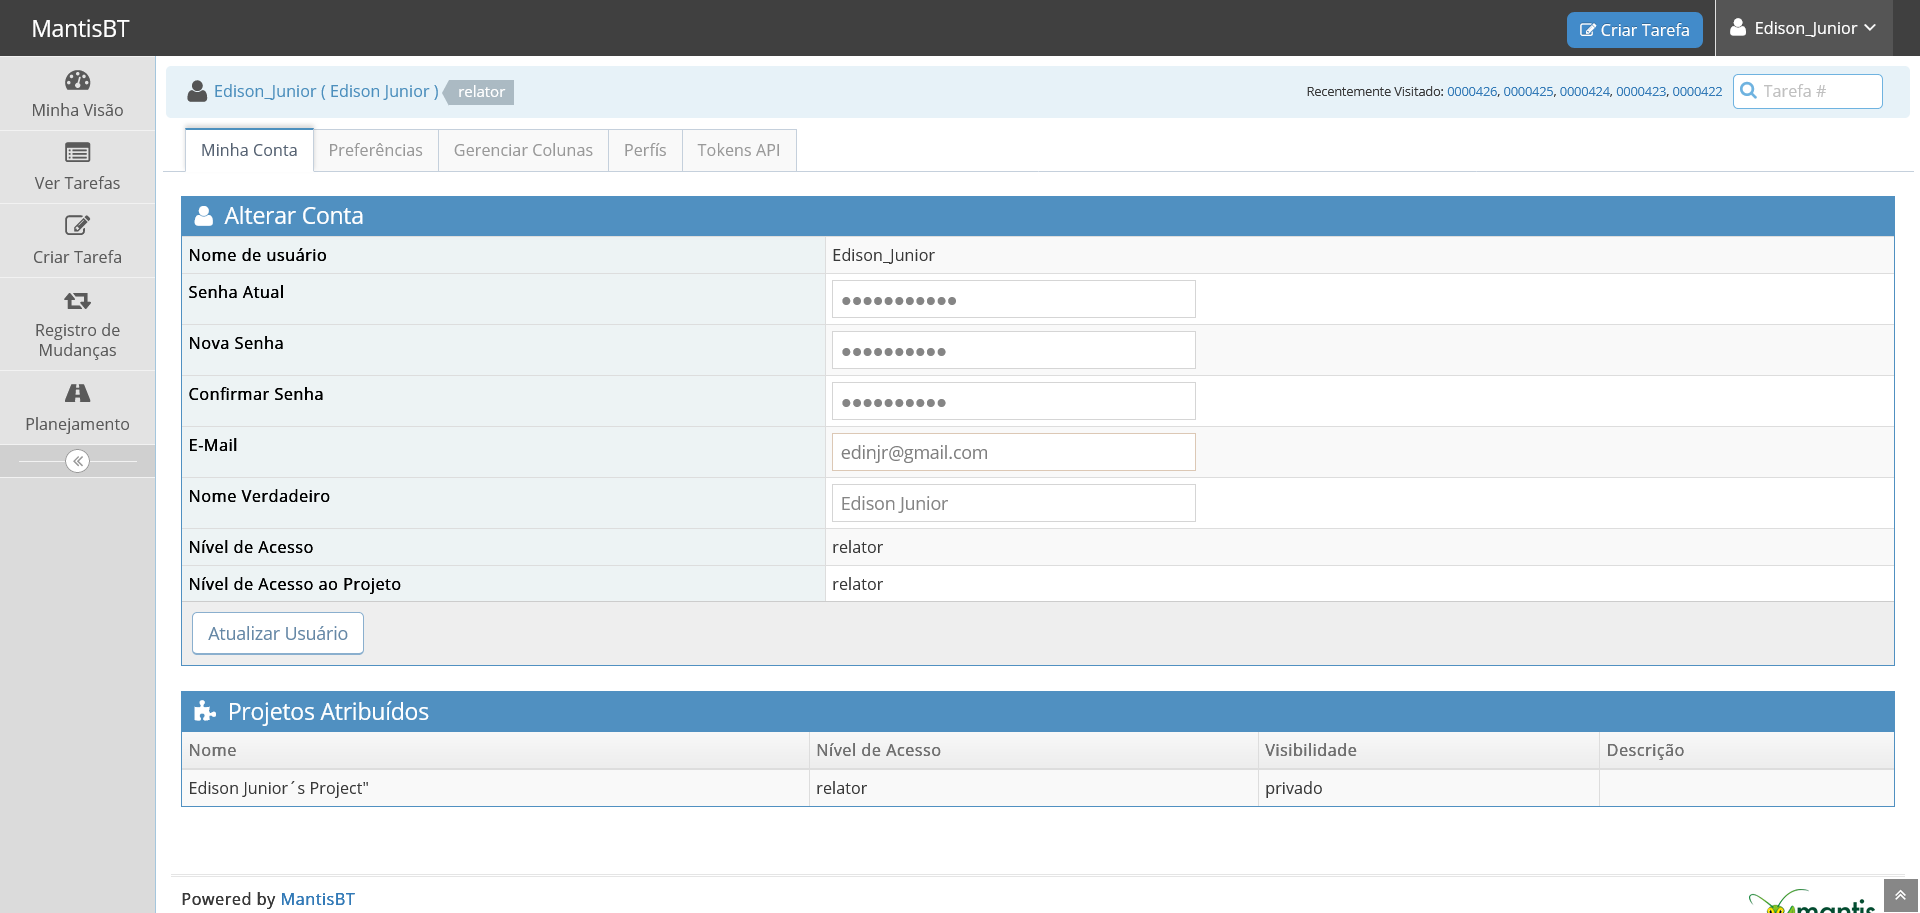 MantisBT
Criar Tarefa
Edison_Junior
Minha Visão
Ver Tarefas
Criar Tarefa
Registro de
Mudanças
Planejamento
Edison_Junior ( Edison Junior ) relator
Recentemente Visitado: 0000426, 0000425, 0000424, 0000423, 0000422
Tarefa #
Minha Conta Preferências Gerenciar Colunas Perfís Tokens API
Alterar Conta
Nome de usuário Edison_Junior
Senha Atual ●●●●●●●●●●●
Nova Senha ●●●●●●●●●●
Confirmar Senha ●●●●●●●●●●
E-Mail edinjr@gmail.com
Nome Verdadeiro Edison Junior
Nível de Acesso relator
Nível de Acesso ao Projeto relator
Atualizar Usuário
Projetos Atribuídos
Nome Nível de Acesso Visibilidade Descrição
Edison Junior´s Project" relator privado
Powered by MantisBT
mantis